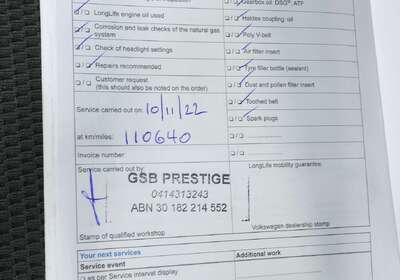 Gearbox oil: DSG®, ATF
LongLife engine oil used
Haldex coupling oil
Corrosion and leak checks of the natural gas
system
Poly V-belt
Check of headlight settings
Air filter insert
Repairs recommended
Tyre filler bottle (sealant)
Customer request
(this should also be noted on the order)
Dust and pollen filter insert
Toothed belt
Service carried out on: 10/11/22
Spark plugs
at km/miles: 110640
Invoice number:
Service carried out by:
LongLife mobility guarantee:
GSB PRESTIGE
0414313243
ABN 30 182 214 552
Stamp of qualified workshop
Volkswagen dealership stamp
Your next services
Service event
Additional work
as per Service interval display